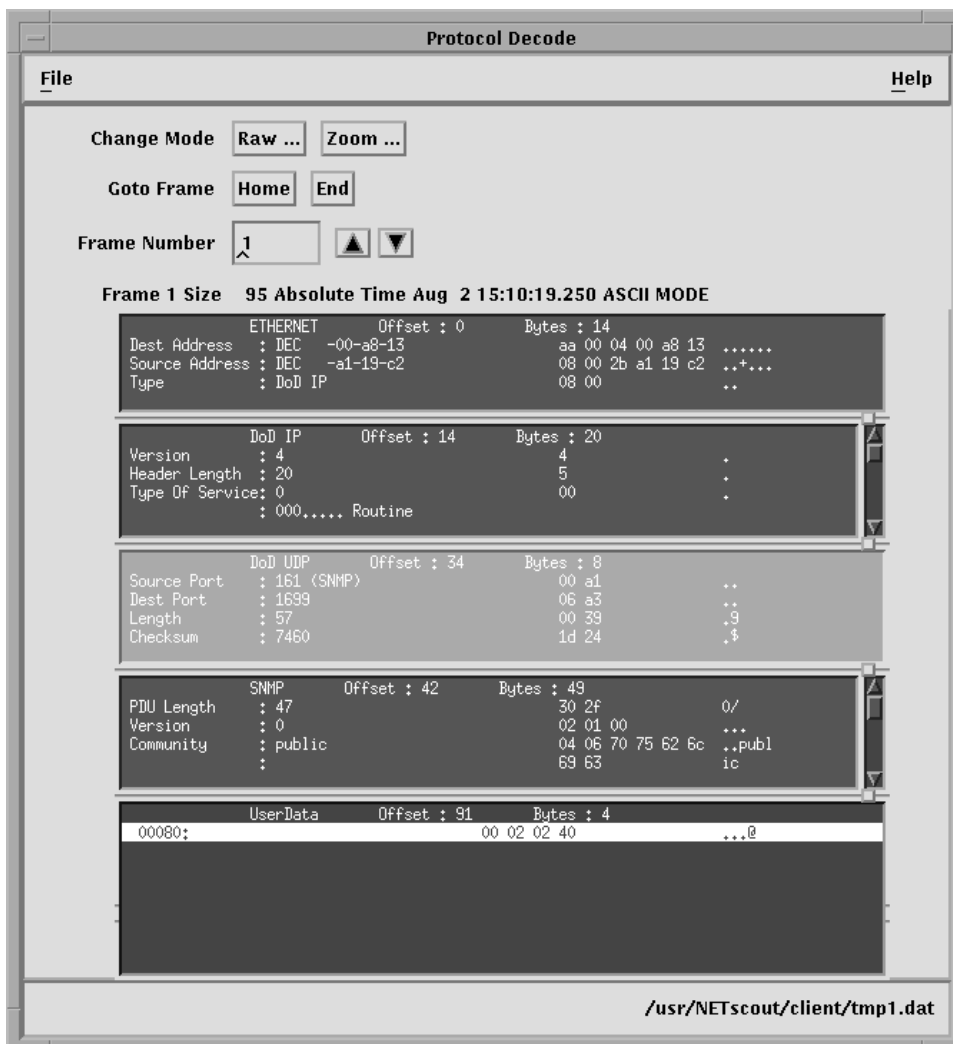 Protocol Decode
File Help
Change Mode Raw ... Zoom ...
Goto Frame Home End
Frame Number 1
Frame 1 Size 95 Absolute Time Aug 2 15:10:19.250 ASCII MODE
ETHERNET Offset : 0 Bytes : 14
Dest Address : DEC -00-a8-13 aa 00 04 00 a8 13 ......
Source Address : DEC -a1-19-c2 08 00 2b a1 19 c2 ..+...
Type : DoD IP 08 00 ..
DoD IP Offset : 14 Bytes : 20
Version : 4 4 .
Header Length : 20 5 .
Type Of Service: 0 00 .
: 000..... Routine
DoD UDP Offset : 34 Bytes : 8
Source Port : 161 (SNMP) 00 a1 ..
Dest Port : 1699 06 a3 ..
Length : 57 00 39 .9
Checksum : 7460 1d 24 .$
SNMP Offset : 42 Bytes : 49
PDU Length : 47 30 2f 0/
Version : 0 02 01 00 ...
Community : public 04 06 70 75 62 6c ..publ
: 69 63 ic
UserData Offset : 91 Bytes : 4
00080: 00 02 02 40 ...@
/usr/NETscout/client/tmp1.dat